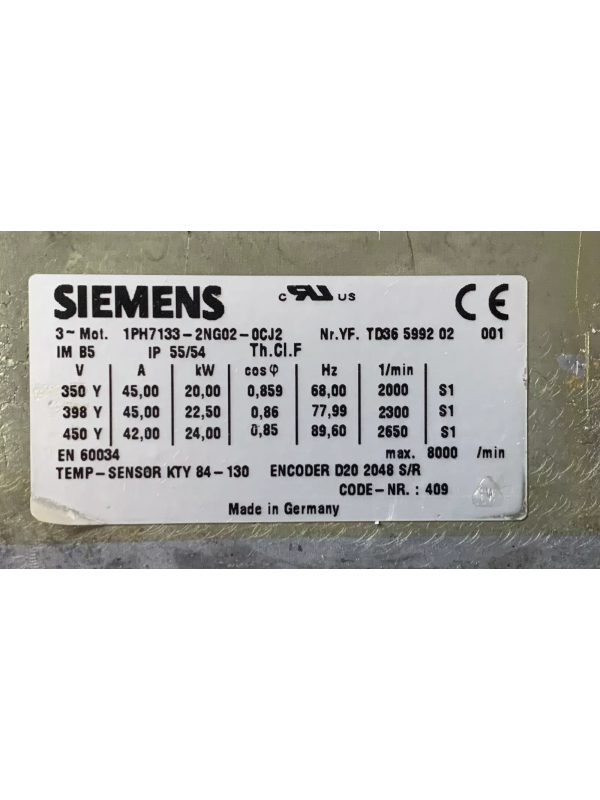 SIEMENS
C RU US
CE
3~ Mot. 1PH7133-2NG02-0CJ2 Nr.YF. TD36 5992 02 001
IM B5 IP 55/54 Th.Cl.F
V A kW cosφ Hz 1/min
350 Y 45,00 20,00 0,859 68,00 2000 S1
398 Y 45,00 22,50 0,86 77,99 2300 S1
450 Y 42,00 24,00 0,85 89,60 2650 S1
EN 60034 max. 8000 /min
TEMP-SENSOR KTY 84-130 ENCODER D20 2048 S/R
CODE-NR. : 409
Made in Germany